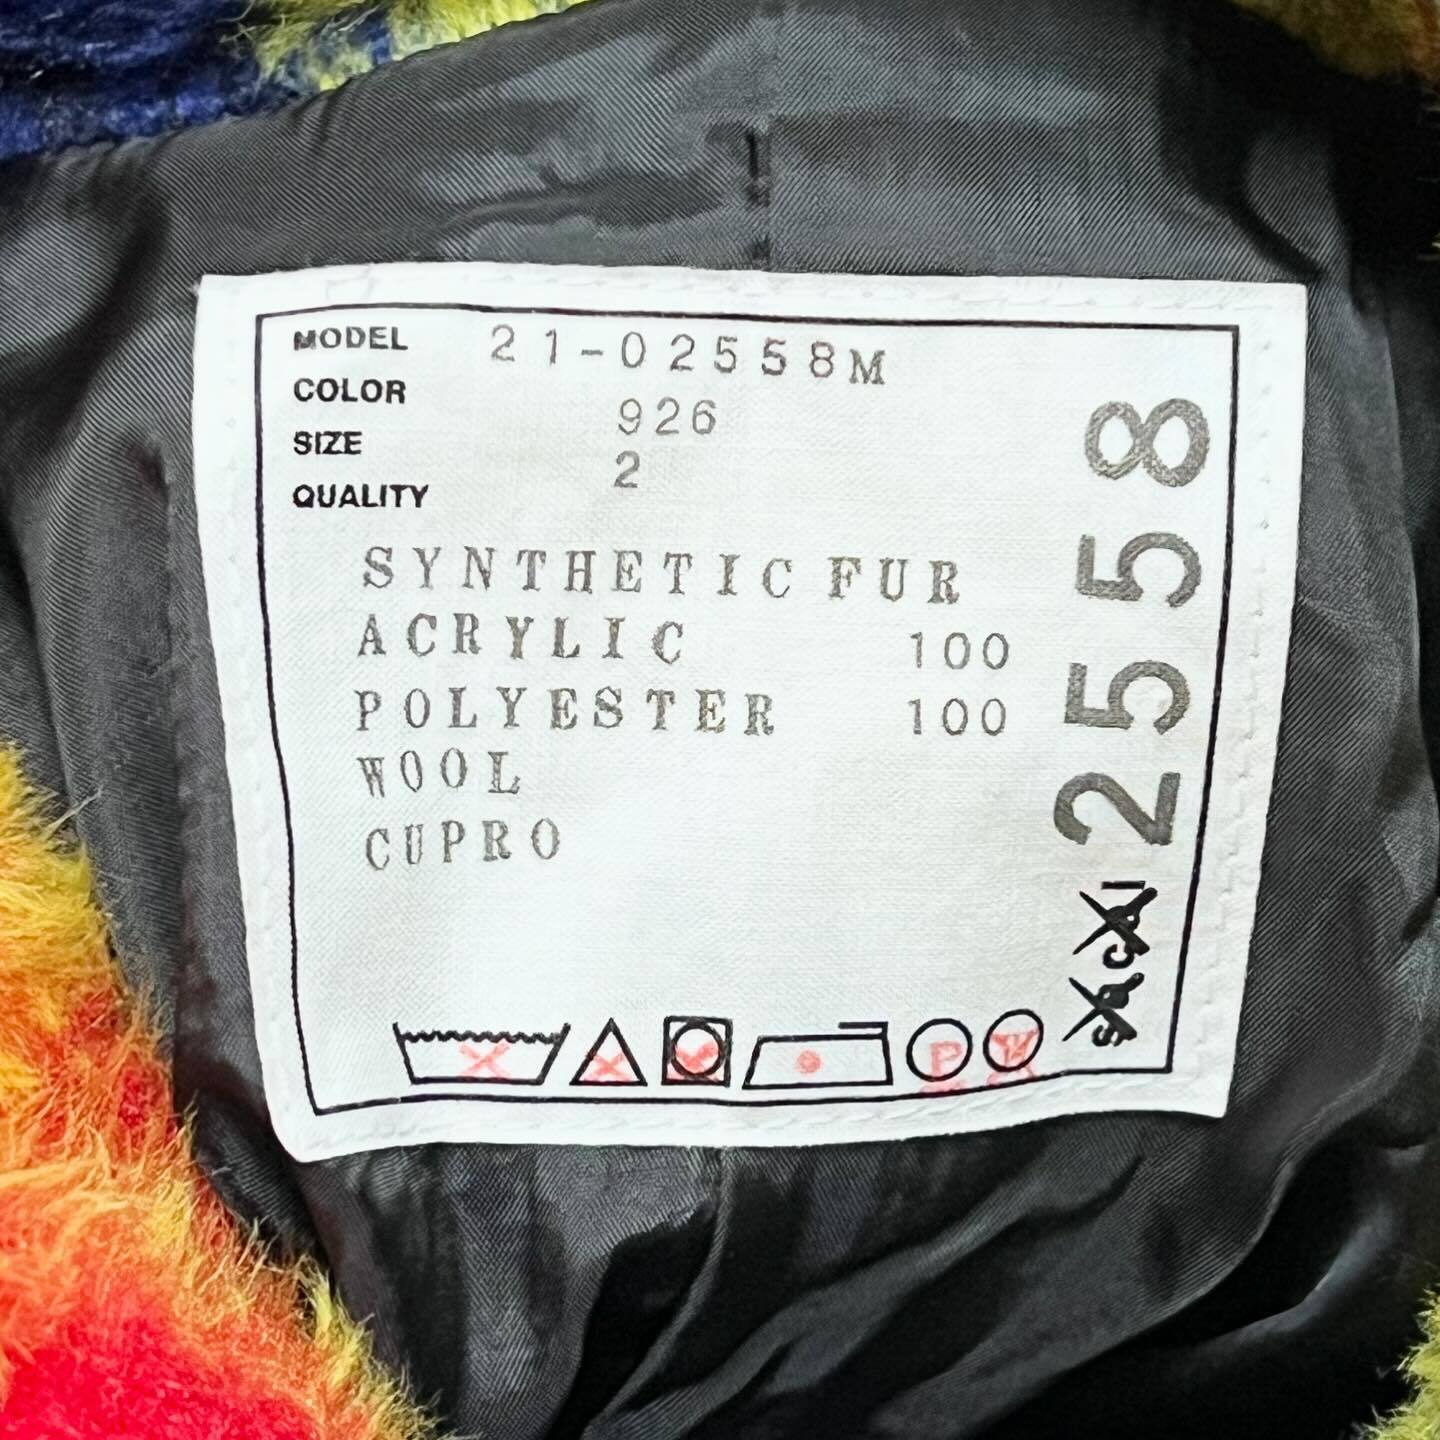 MODEL 21-02558M
COLOR 926
SIZE 2
QUALITY
SYNTHETIC FUR
ACRYLIC 100
POLYESTER 100
WOOL
CUPRO
P
W
sacai 2558